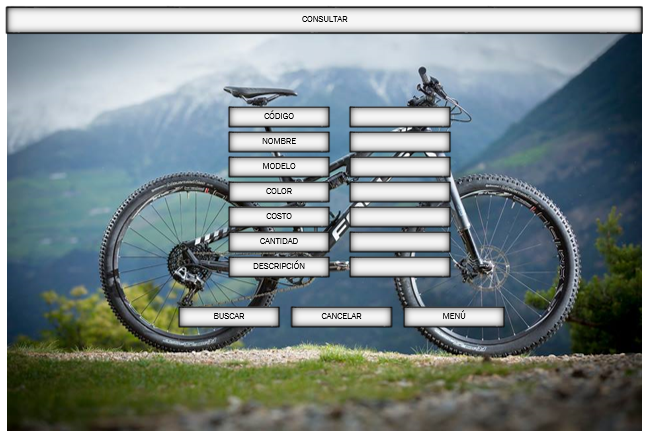 CONSULTAR
CÓDIGO
NOMBRE
MODELO
COLOR
COSTO
CANTIDAD
DESCRIPCIÓN
BUSCAR CANCELAR MENÚ